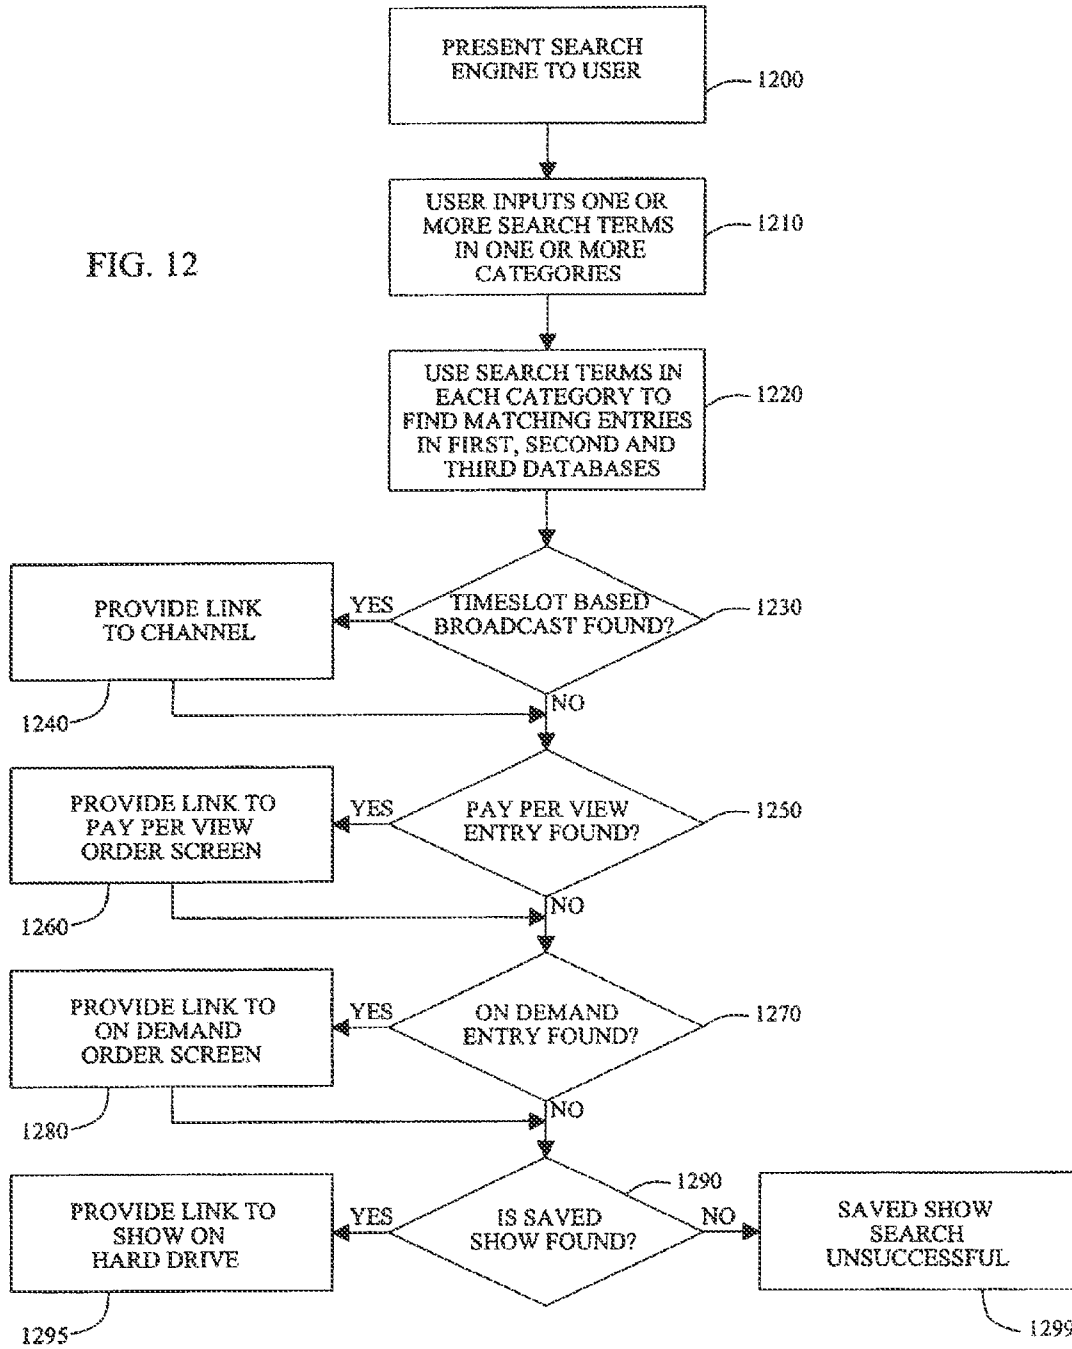 PRESENT SEARCH
ENGINE TO USER
1200
USER INPUTS ONE OR
MORE SEARCH TERMS
IN ONE OR MORE
CATEGORIES
1210
FIG. 12
USE SEARCH TERMS IN
EACH CATEGORY TO
FIND MATCHING ENTRIES
IN FIRST, SECOND AND
THIRD DATABASES
1220
TIMESLOT BASED
BROADCAST FOUND?
1230
YES
PROVIDE LINK
TO CHANNEL
1240
NO
PAY PER VIEW
ENTRY FOUND?
1250
YES
PROVIDE LINK TO
PAY PER VIEW
ORDER SCREEN
1260
NO
ON DEMAND
ENTRY FOUND?
1270
YES
PROVIDE LINK TO
ON DEMAND
ORDER SCREEN
1280
NO
IS SAVED
SHOW FOUND?
1290
YES
PROVIDE LINK TO
SHOW ON
HARD DRIVE
1295
NO
SAVED SHOW
SEARCH
UNSUCCESSFUL
1299